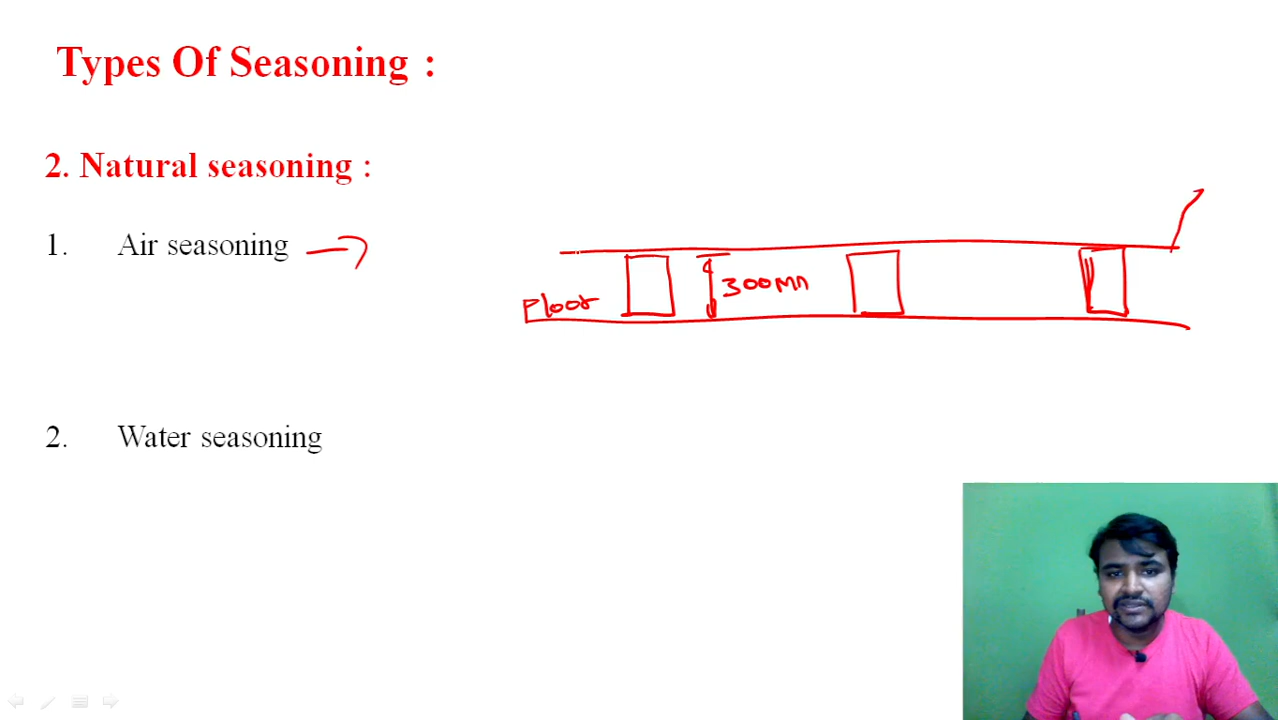 Types Of Seasoning :
2. Natural seasoning :
1. Air seasoning
300mm
Floor
2. Water seasoning